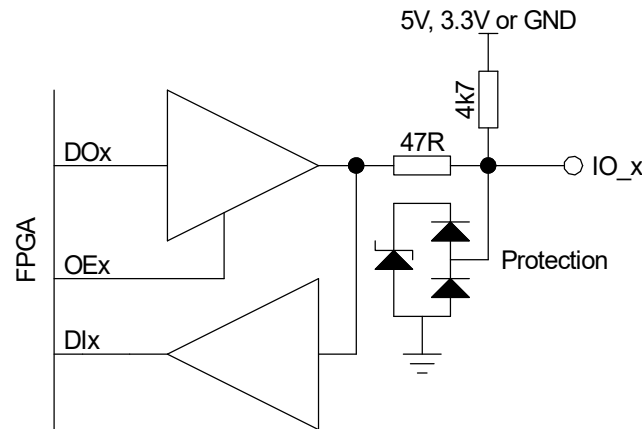 5V, 3.3V or GND
4k7
47R
DOx
IO_x
FPGA
OEx
Protection
DIx